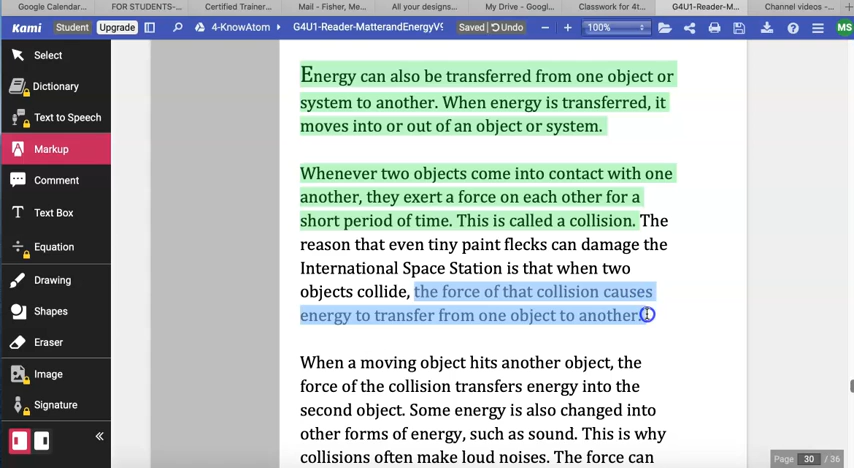 Google Calendar...
FOR STUDENTS-...
Certified Trainer...
Mail - Fisher, Me...
All your designs...
My Drive - Googl...
Classwork for 4t...
G4U1-Reader-M...
Channel videos -...
Kami
Student
Upgrade
4-KnowAtom
G4U1-Reader-MatterandEnergyV9
Saved
Undo
100%
MS
Select
Dictionary
Text to Speech
Markup
Comment
Text Box
Equation
Drawing
Shapes
Eraser
Image
Signature
Energy can also be transferred from one object or
system to another. When energy is transferred, it
moves into or out of an object or system.
Whenever two objects come into contact with one
another, they exert a force on each other for a
short period of time. This is called a collision. The
reason that even tiny paint flecks can damage the
International Space Station is that when two
objects collide, the force of that collision causes
energy to transfer from one object to another.
When a moving object hits another object, the
force of the collision transfers energy into the
second object. Some energy is also changed into
other forms of energy, such as sound. This is why
collisions often make loud noises. The force can
Page 30 / 36